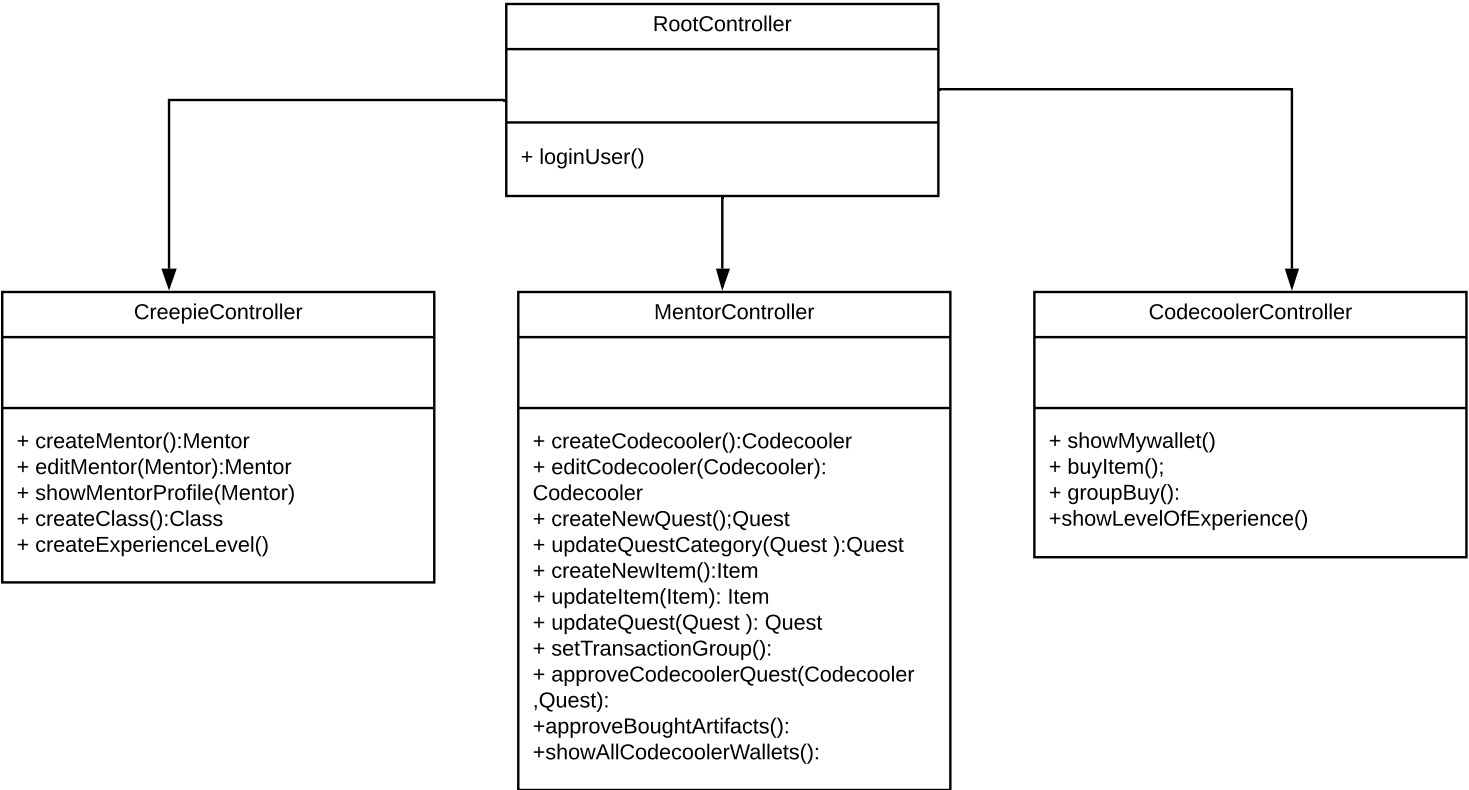 RootController
+ loginUser()
CreepieController
+ createMentor():Mentor
+ editMentor(Mentor):Mentor
+ showMentorProfile(Mentor)
+ createClass():Class
+ createExperienceLevel()
MentorController
+ createCodecooler():Codecooler
+ editCodecooler(Codecooler):
Codecooler
+ createNewQuest();Quest
+ updateQuestCategory(Quest ):Quest
+ createNewItem():Item
+ updateItem(Item): Item
+ updateQuest(Quest ): Quest
+ setTransactionGroup():
+ approveCodecoolerQuest(Codecooler
,Quest):
+approveBoughtArtifacts():
+showAllCodecoolerWallets():
CodecoolerController
+ showMywallet()
+ buyItem();
+ groupBuy():
+showLevelOfExperience()